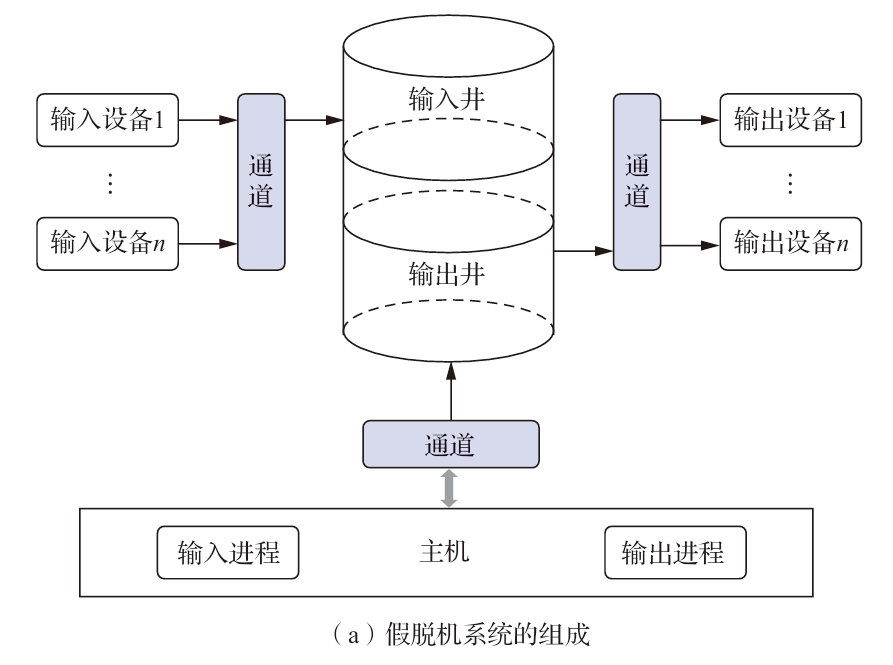 输入井
输入设备1
通道
输出设备1
通道
⋮
⋮
输入设备n
输出设备n
输出井
通道
输入进程
主机
输出进程
（a）假脱机系统的组成